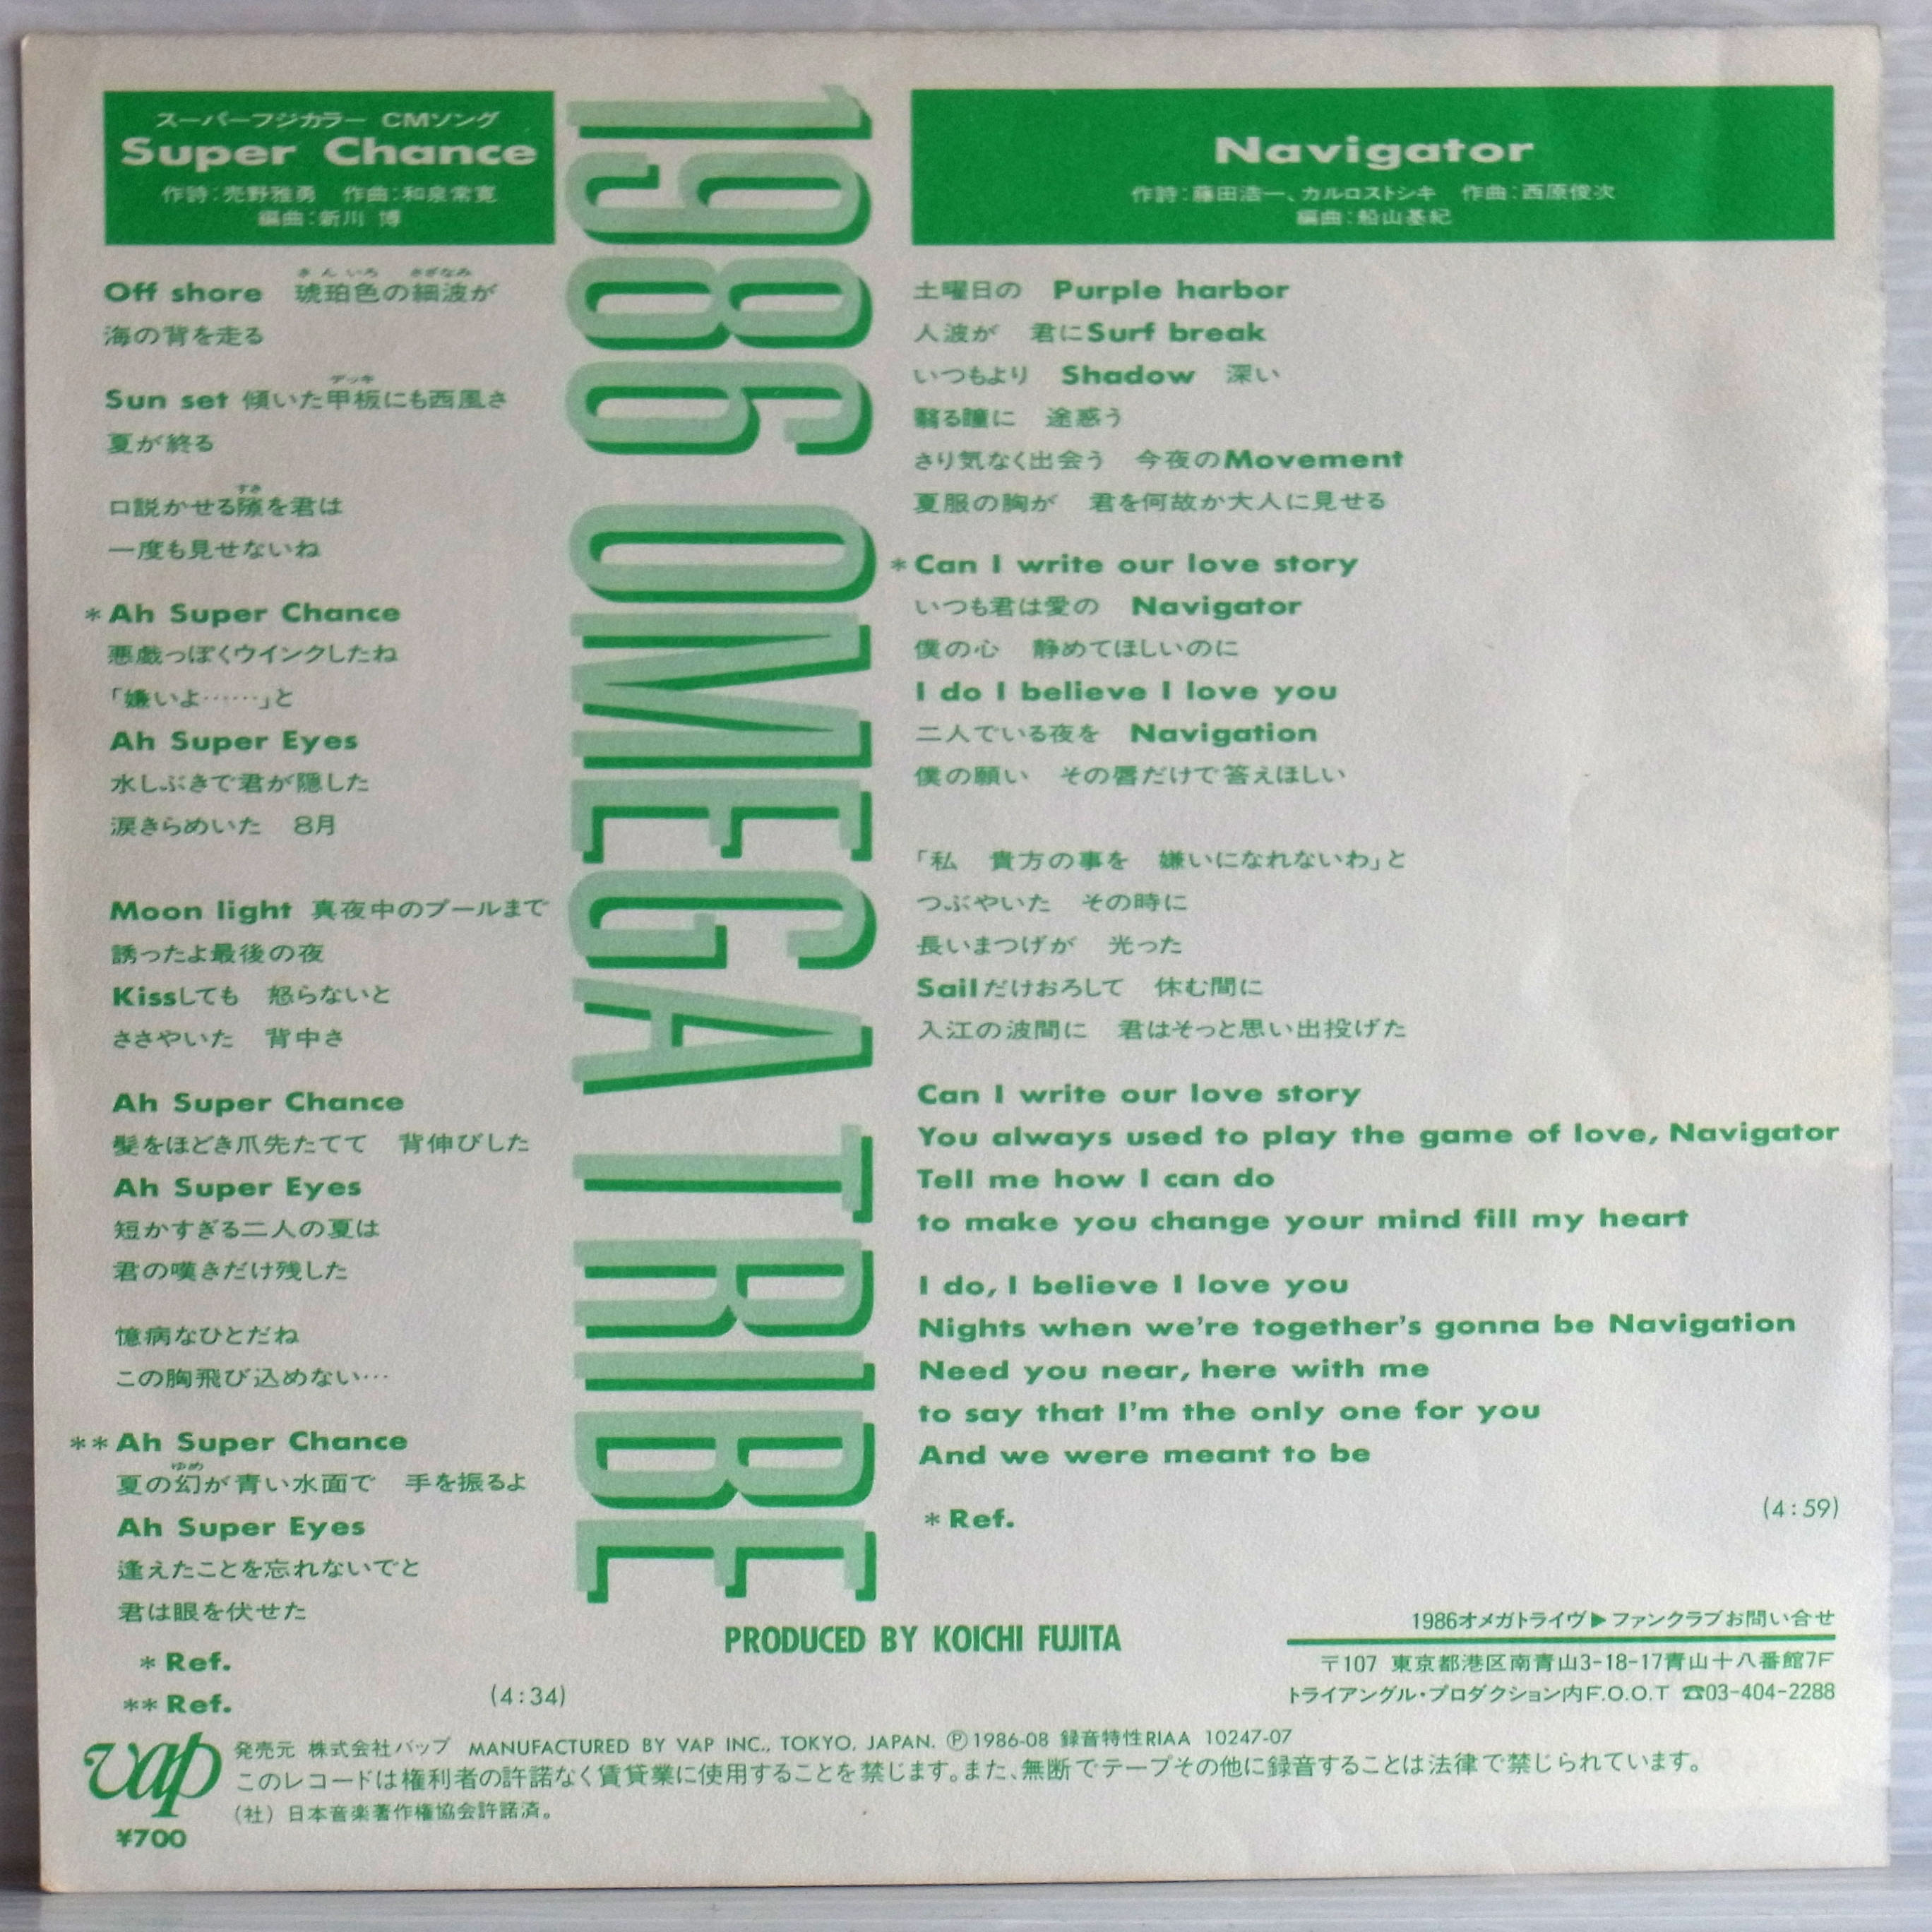 スーパーフジカラー CMソング
Super Chance
作詩:売野雅勇 作曲:和泉常寛
編曲:新川 博
きんいろ さざなみ
Off shore 琥珀色の細波が
海の背を走る
デッキ
Sun set 傾いた甲板にも西風さ
夏が終る
すき
口説かせる隙を君は
一度も見せないね
*Ah Super Chance
悪戯っぽくウインクしたね
「嫌いよ……」と
Ah Super Eyes
水しぶきで君が隠した
涙きらめいた 8月
Moon light 真夜中のプールまで
誘ったよ最後の夜
Kissしても 怒らないと
ささやいた 背中さ
Ah Super Chance
髪をほどき爪先たてて 背伸びした
Ah Super Eyes
短かすぎる二人の夏は
君の嘆きだけ残した
憶病なひとだね
この胸飛び込めない…
**Ah Super Chance
ゆめ
夏の幻が青い水面で 手を振るよ
Ah Super Eyes
逢えたことを忘れないでと
君は眼を伏せた
*Ref.
**Ref.
(4:34)
1986 OMEGA TRIBE
PRODUCED BY KOICHI FUJITA
Navigator
作詩:藤田浩一、カルロストシキ 作曲:西原俊次
編曲:船山基紀
土曜日の Purple harbor
人波が 君にSurf break
いつもより Shadow 深い
翳る瞳に 途惑う
さり気なく出会う 今夜のMovement
夏服の胸が 君を何故か大人に見せる
*Can I write our love story
いつも君は愛の Navigator
僕の心 静めてほしいのに
I do I believe I love you
二人でいる夜を Navigation
僕の願い その唇だけで答えほしい
「私 貴方の事を 嫌いになれないわ」と
つぶやいた その時に
長いまつげが 光った
Sailだけおろして 休む間に
入江の波間に 君はそっと思い出投げた
Can I write our love story
You always used to play the game of love, Navigator
Tell me how I can do
to make you change your mind fill my heart
I do, I believe I love you
Nights when we're together's gonna be Navigation
Need you near, here with me
to say that I'm the only one for you
And we were meant to be
*Ref.
(4:59)
1986オメガトライヴ▶ファンクラブお問い合せ
〒107 東京都港区南青山3-18-17青山十八番館7F
トライアングル・プロダクション内F.O.O.T ☎03-404-2288
vap
発売元 株式会社バップ MANUFACTURED BY VAP INC., TOKYO, JAPAN. Ⓟ1986-08 録音特性RIAA 10247-07
このレコードは権利者の許諾なく賃貸業に使用することを禁じます。また、無断でテープその他に録音することは法律で禁じられています。
(社)日本音楽著作権協会許諾済。
¥700